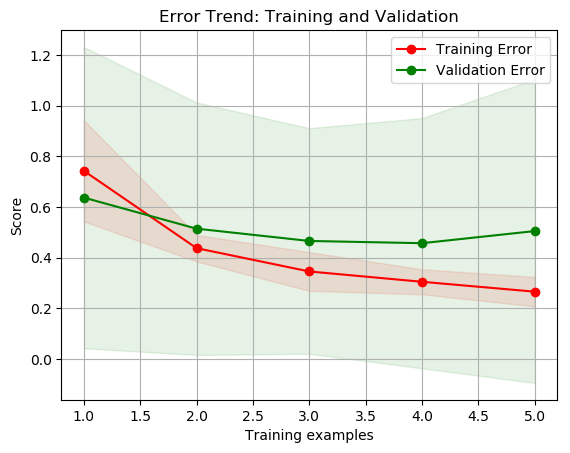 Error Trend: Training and Validation
Training Error
Validation Error
Score
1.2
1.0
0.8
0.6
0.4
0.2
0.0
1.0 1.5 2.0 2.5 3.0 3.5 4.0 4.5 5.0
Training examples